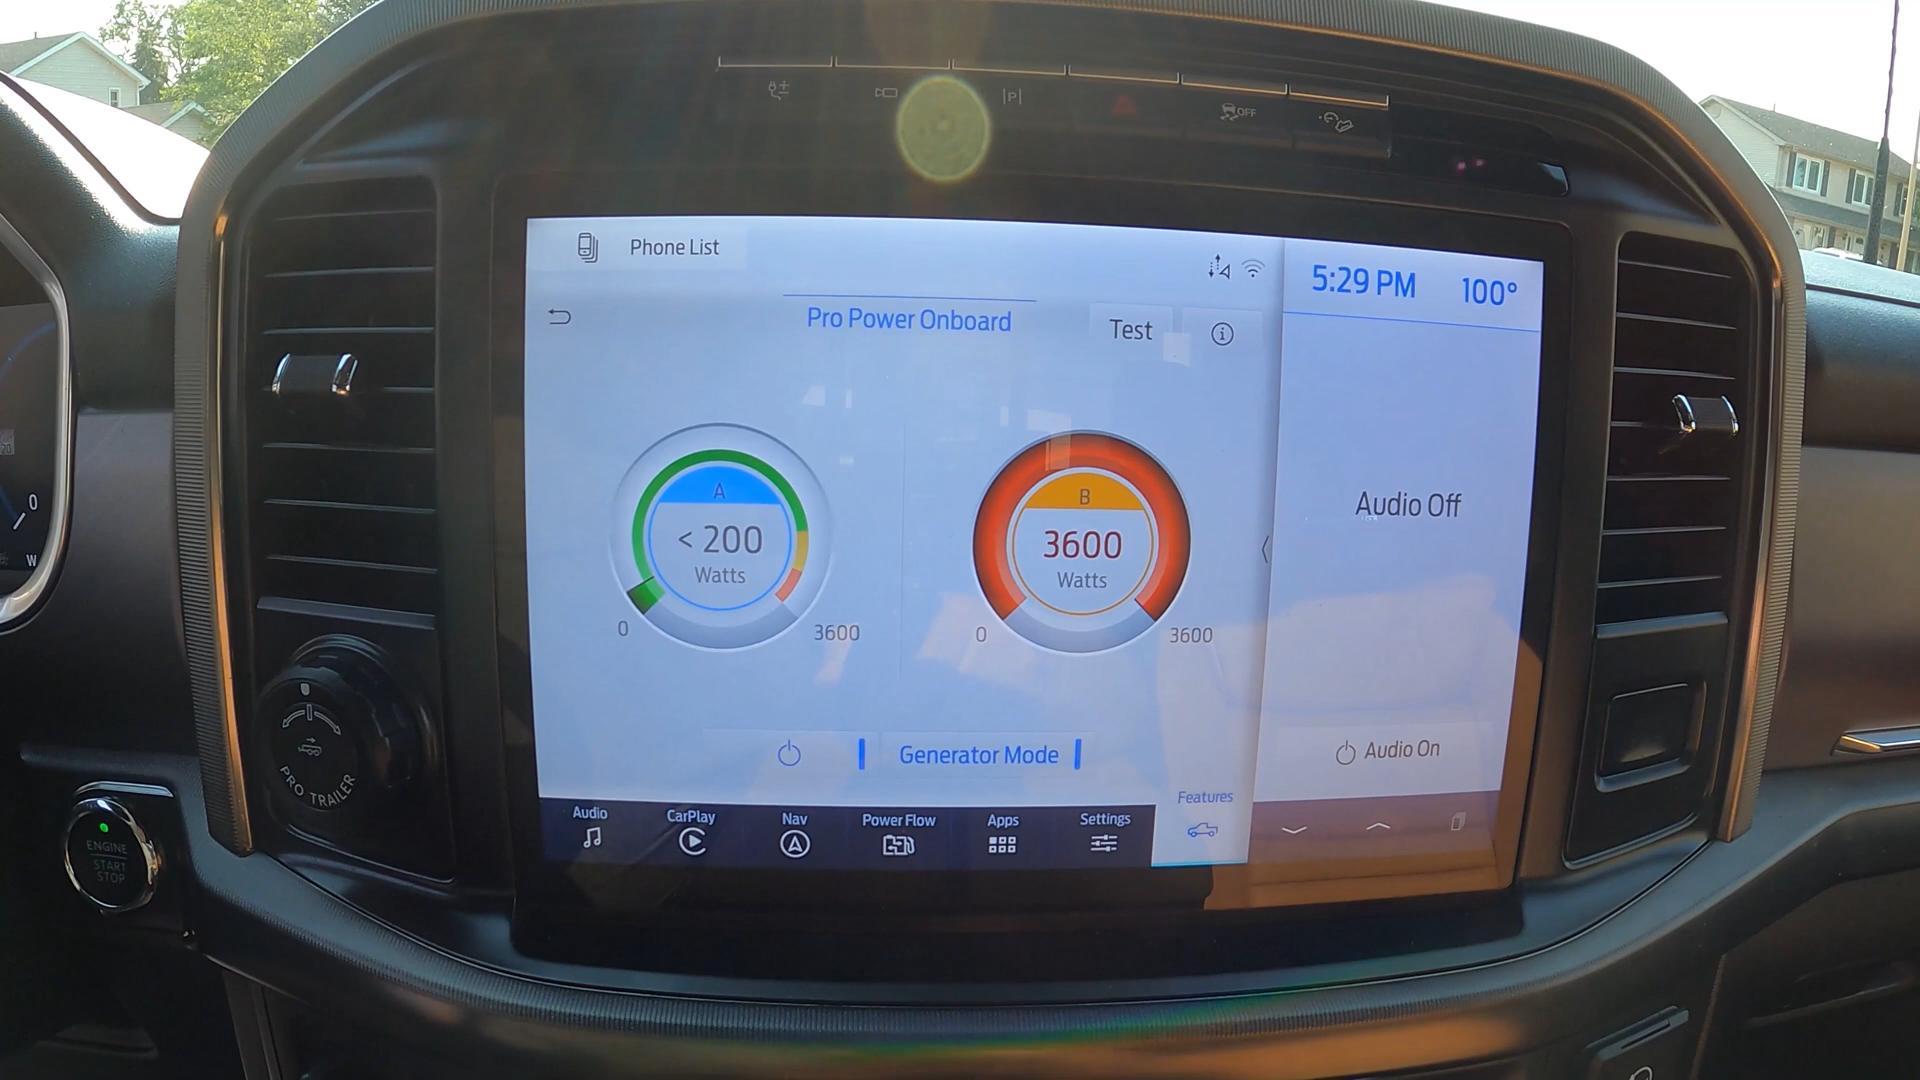 |P|
OFF
Phone List
5:29 PM 100°
Pro Power Onboard
Test
A
< 200
Watts
0 3600
B
3600
Watts
0 3600
Audio Off
Generator Mode
Audio On
Audio
CarPlay
Nav
Power Flow
Apps
Settings
Features
PRO TRAILER
ENGINE
START
STOP
0
W